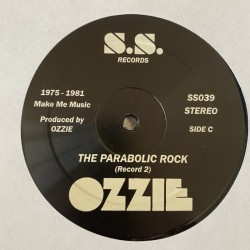 S.S.
RECORDS
1975 - 1981
Make Me Music
Produced by
OZZIE
SS039
STEREO
SIDE C
THE PARABOLIC ROCK
(Record 2)
OZZIE